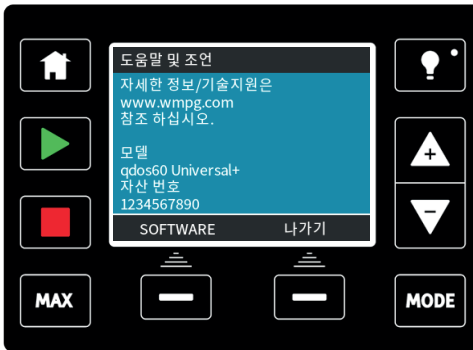 도움말 및 조언
자세한 정보/기술지원은
www.wmpg.com
참조 하십시오.
모델
qdos60 Universal+
자산 번호
1234567890
SOFTWARE 나가기
+
−
MAX
MODE